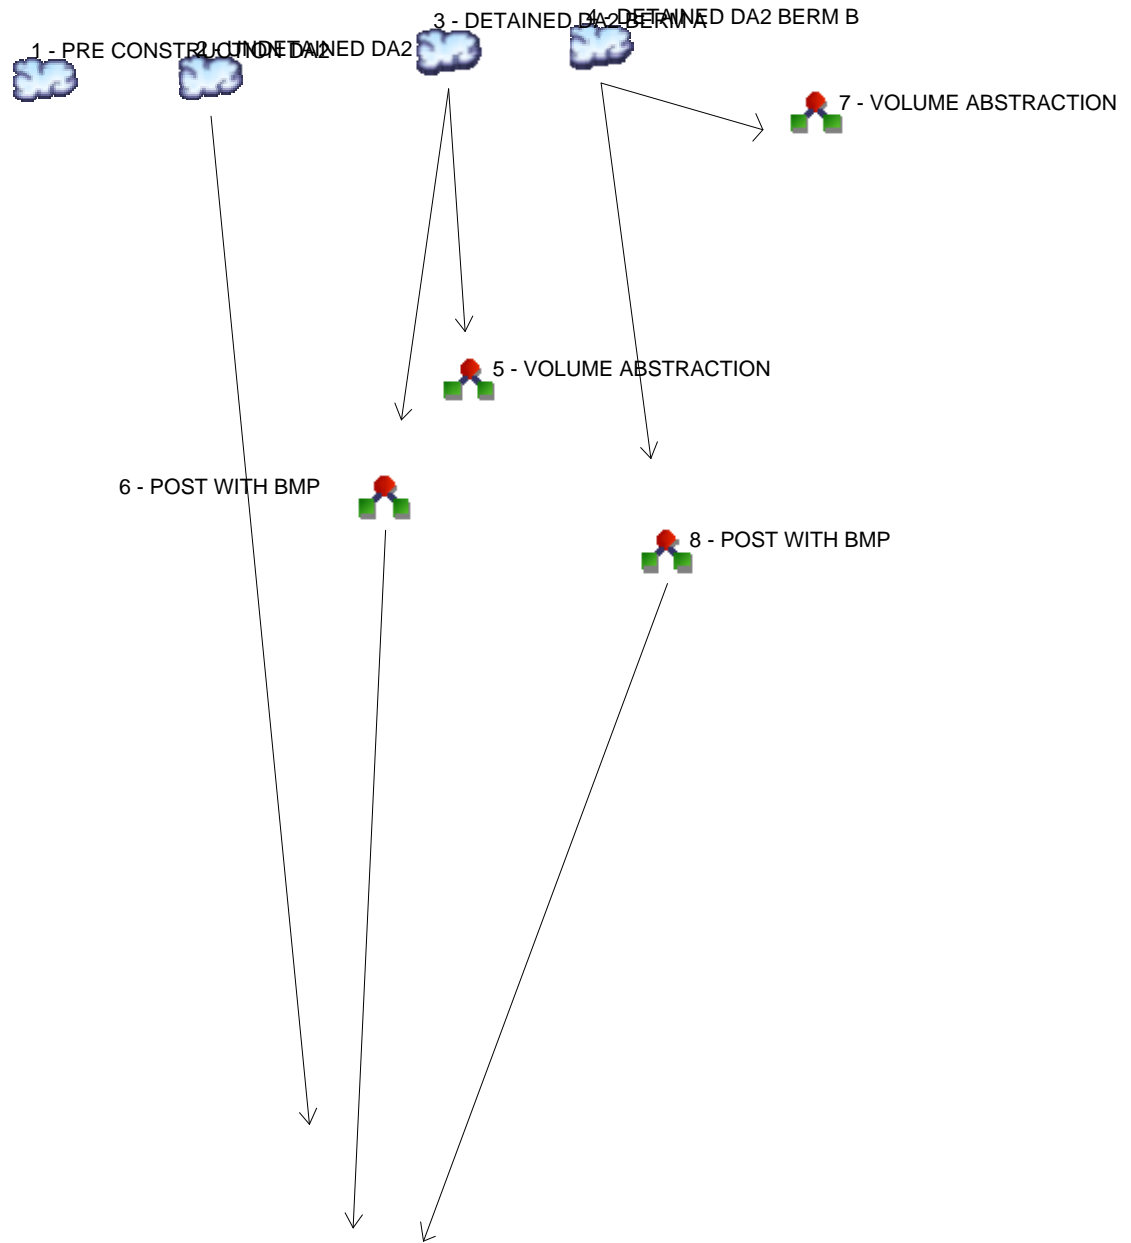 3 - DETAINED DA2 BERM A
4 - DETAINED DA2 BERM B
1 - PRE CONSTRUCTION DA2
2 - UNDETAINED DA2
7 - VOLUME ABSTRACTION
5 - VOLUME ABSTRACTION
6 - POST WITH BMP
8 - POST WITH BMP